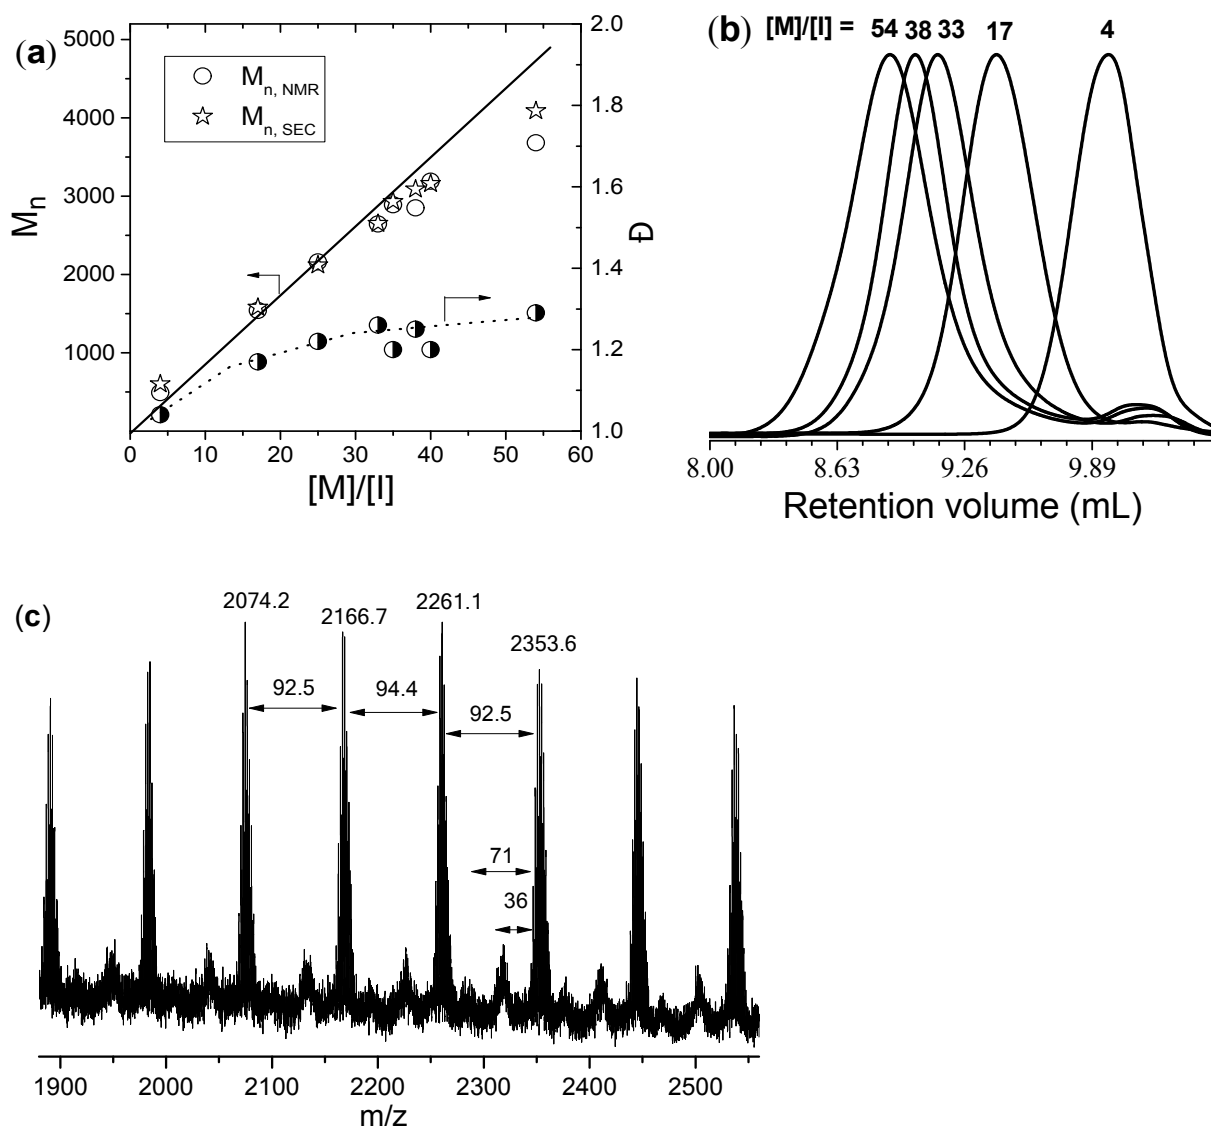 (a)
5000
4000
3000
2000
1000
Mn
Mn, NMR
Mn, SEC
2.0
1.8
1.6
1.4
1.2
1.0
Đ
0 10 20 30 40 50 60
[M]/[I]
(b) [M]/[I] = 54 38 33 17 4
8.00 8.63 9.26 9.89
Retention volume (mL)
(c)
2074.2 2166.7 2261.1 2353.6
92.5 94.4 92.5
71
36
1900 2000 2100 2200 2300 2400 2500
m/z